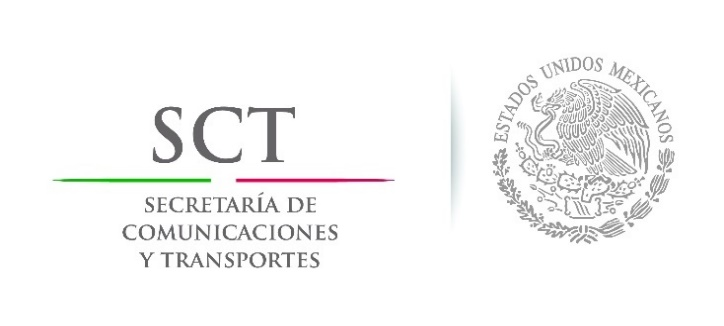 SCT
SECRETARÍA DE
COMUNICACIONES
Y TRANSPORTES
ESTADOS UNIDOS MEXICANOS